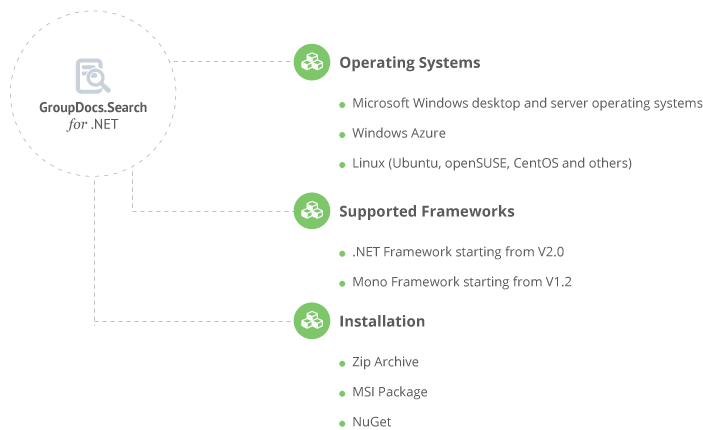 GroupDocs.Search
for .NET
Operating Systems
Microsoft Windows desktop and server operating systems
Windows Azure
Linux (Ubuntu, openSUSE, CentOS and others)
Supported Frameworks
.NET Framework starting from V2.0
Mono Framework starting from V1.2
Installation
Zip Archive
MSI Package
NuGet